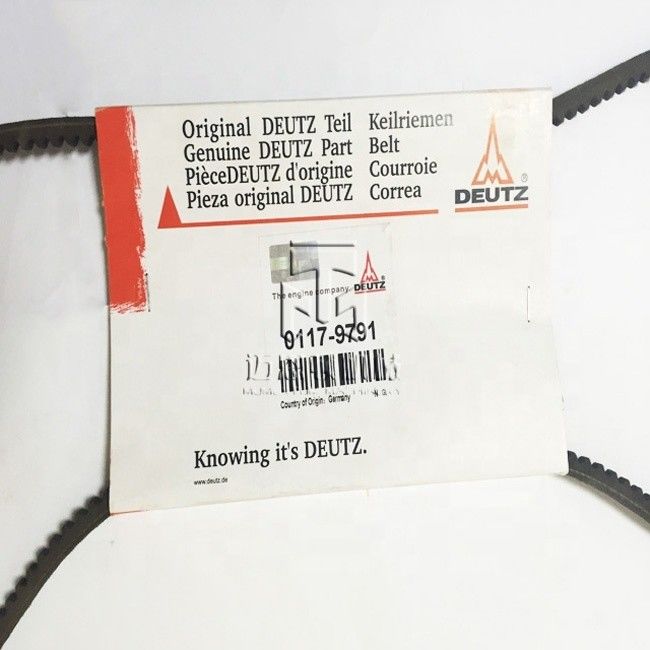 Original DEUTZ Teil Keilriemen
Genuine DEUTZ Part Belt
PièceDEUTZ d'origine Courroie
Pieza original DEUTZ Correa
DEUTZ ®
The engine company. DEUTZ
0117-9791
Country of Origin: Germany
Knowing it's DEUTZ.
www.deutz.de